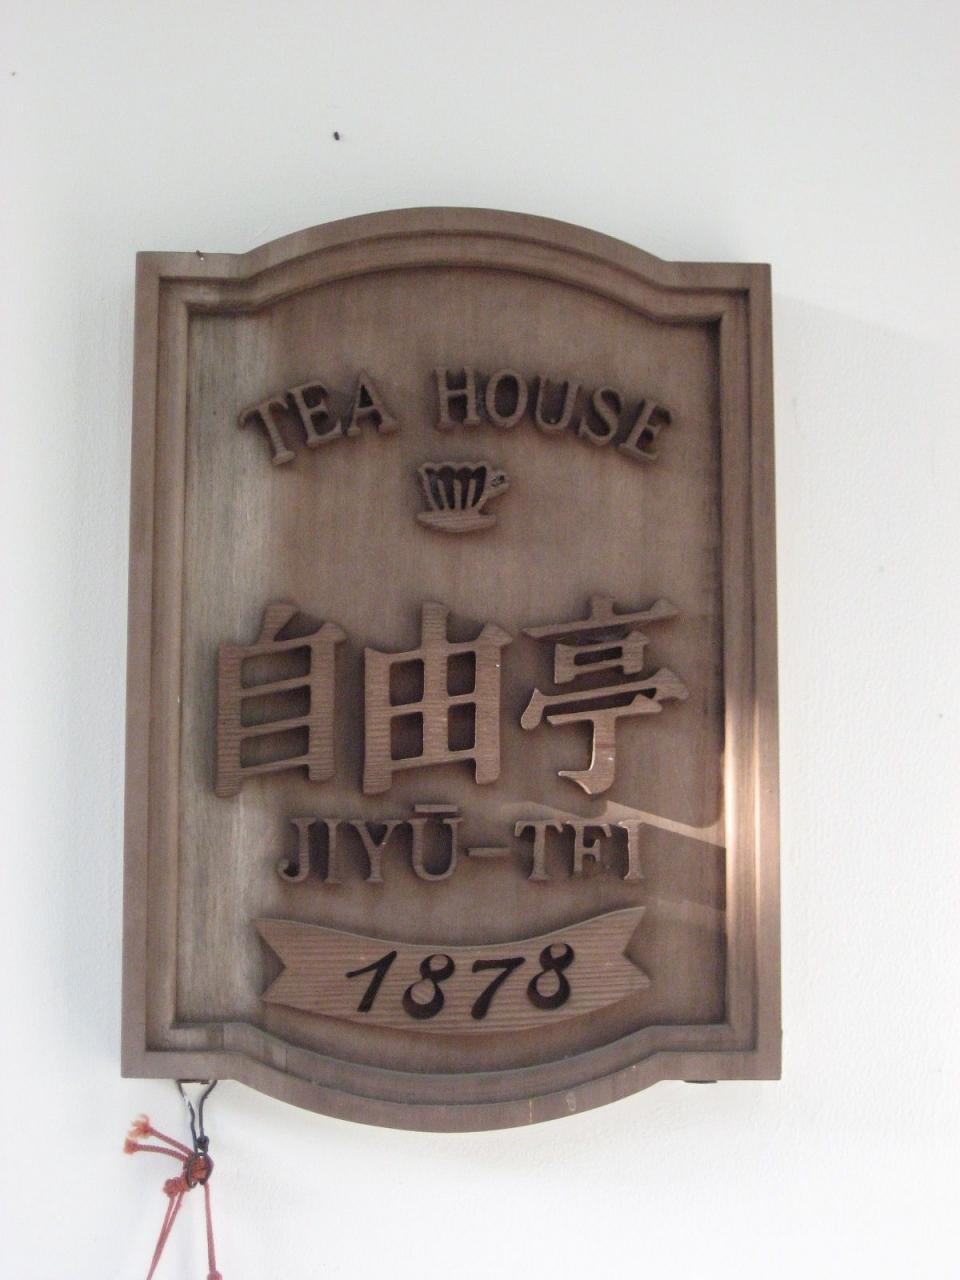 TEA HOUSE
自由亭
JIYŪ-TEI
1878